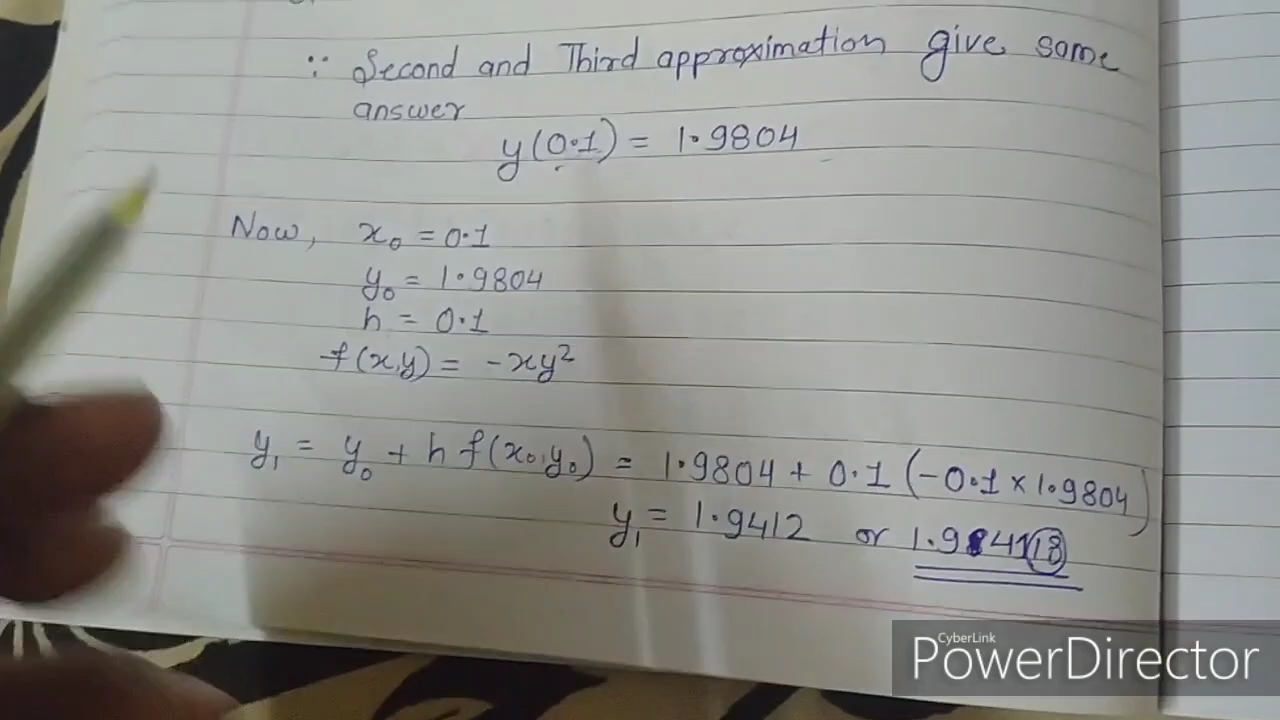 ∵ Second and Third approximation give same
answer
y(0.1) = 1.9804
Now, x₀ = 0.1
y₀ = 1.9804
h = 0.1
f(x,y) = -xy²
y₁ = y₀ + h f(x₀,y₀) = 1.9804 + 0.1 (-0.1 × 1.9804)
y₁ = 1.9412 or
CyberLink
PowerDirector